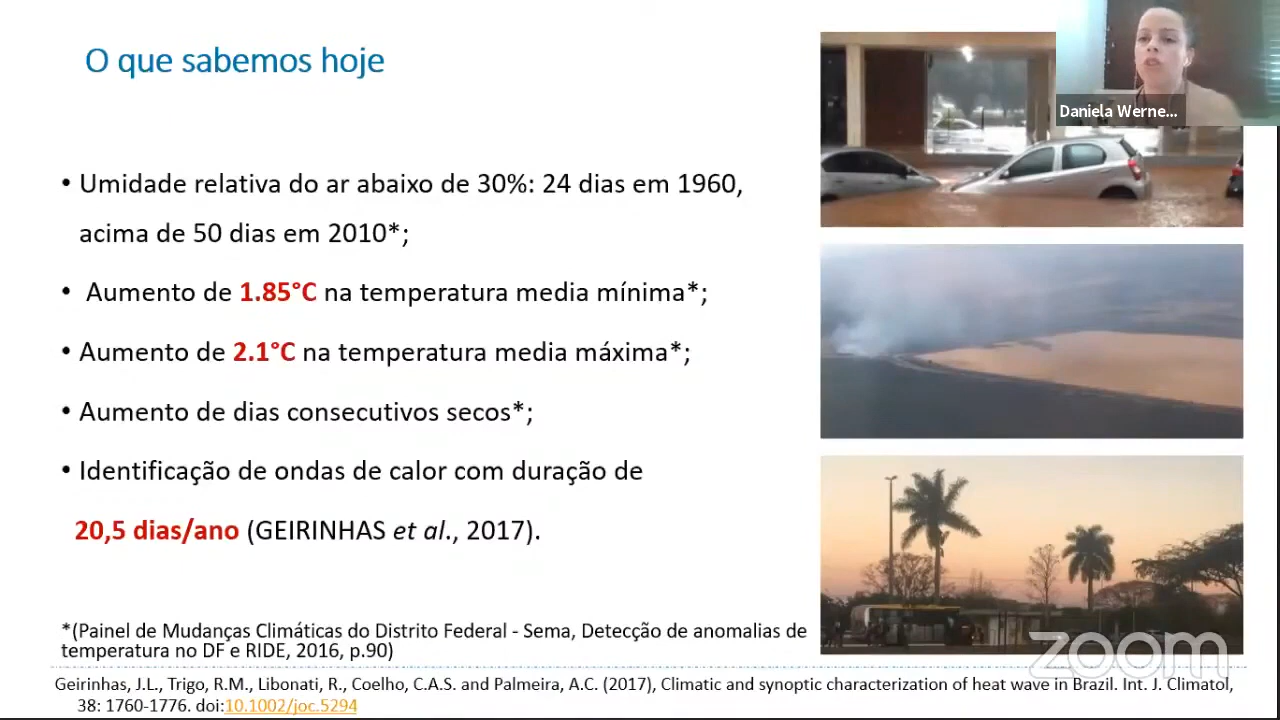 O que sabemos hoje
Daniela Werne...
• Umidade relativa do ar abaixo de 30%: 24 dias em 1960,
acima de 50 dias em 2010*;
• Aumento de 1.85°C na temperatura media mínima*;
• Aumento de 2.1°C na temperatura media máxima*;
• Aumento de dias consecutivos secos*;
• Identificação de ondas de calor com duração de
20,5 dias/ano (GEIRINHAS et al., 2017).
*(Painel de Mudanças Climáticas do Distrito Federal - Sema, Detecção de anomalias de
temperatura no DF e RIDE, 2016, p.90)
zoom
Geirinhas, J.L., Trigo, R.M., Libonati, R., Coelho, C.A.S. and Palmeira, A.C. (2017), Climatic and synoptic characterization of heat wave in Brazil. Int. J. Climatol,
38: 1760-1776. doi:10.1002/joc.5294